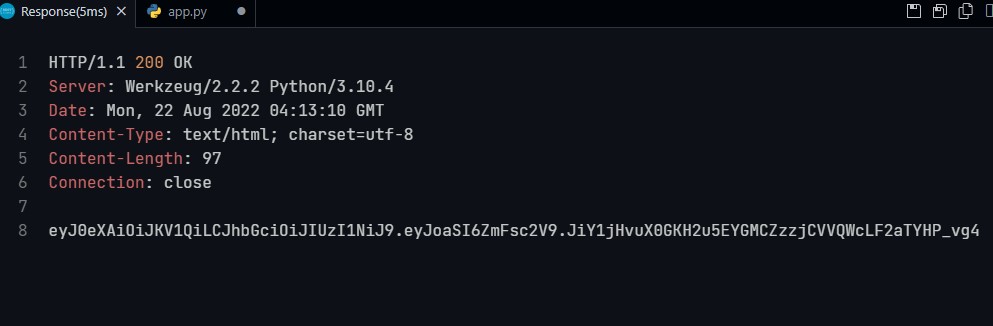 Response(5ms) × app.py ●
1 HTTP/1.1 200 OK
2 Server: Werkzeug/2.2.2 Python/3.10.4
3 Date: Mon, 22 Aug 2022 04:13:10 GMT
4 Content-Type: text/html; charset=utf-8
5 Content-Length: 97
6 Connection: close
7
8 eyJ0eXAiOiJKV1QiLCJhbGciOiJIUzI1NiJ9.eyJoaSI6ZmFsc2V9.JiY1jHvuX0GKH2u5EYGMCZzzjCVVQWcLF2aTYHP_vg4